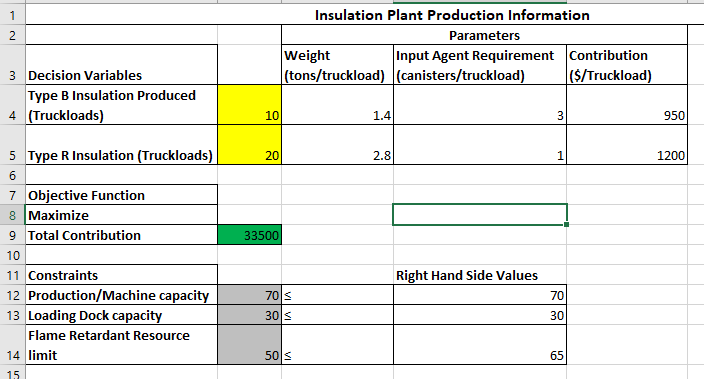 1 Insulation Plant Production Information
2 Parameters
Weight Input Agent Requirement Contribution
3 Decision Variables (tons/truckload) (canisters/truckload) ($/Truckload)
Type B Insulation Produced
4 (Truckloads) 10 1.4 3 950
5 Type R Insulation (Truckloads) 20 2.8 1 1200
6
7 Objective Function
8 Maximize
9 Total Contribution 33500
10
11 Constraints Right Hand Side Values
12 Production/Machine capacity 70 ≤ 70
13 Loading Dock capacity 30 ≤ 30
Flame Retardant Resource
14 limit 50 ≤ 65
15